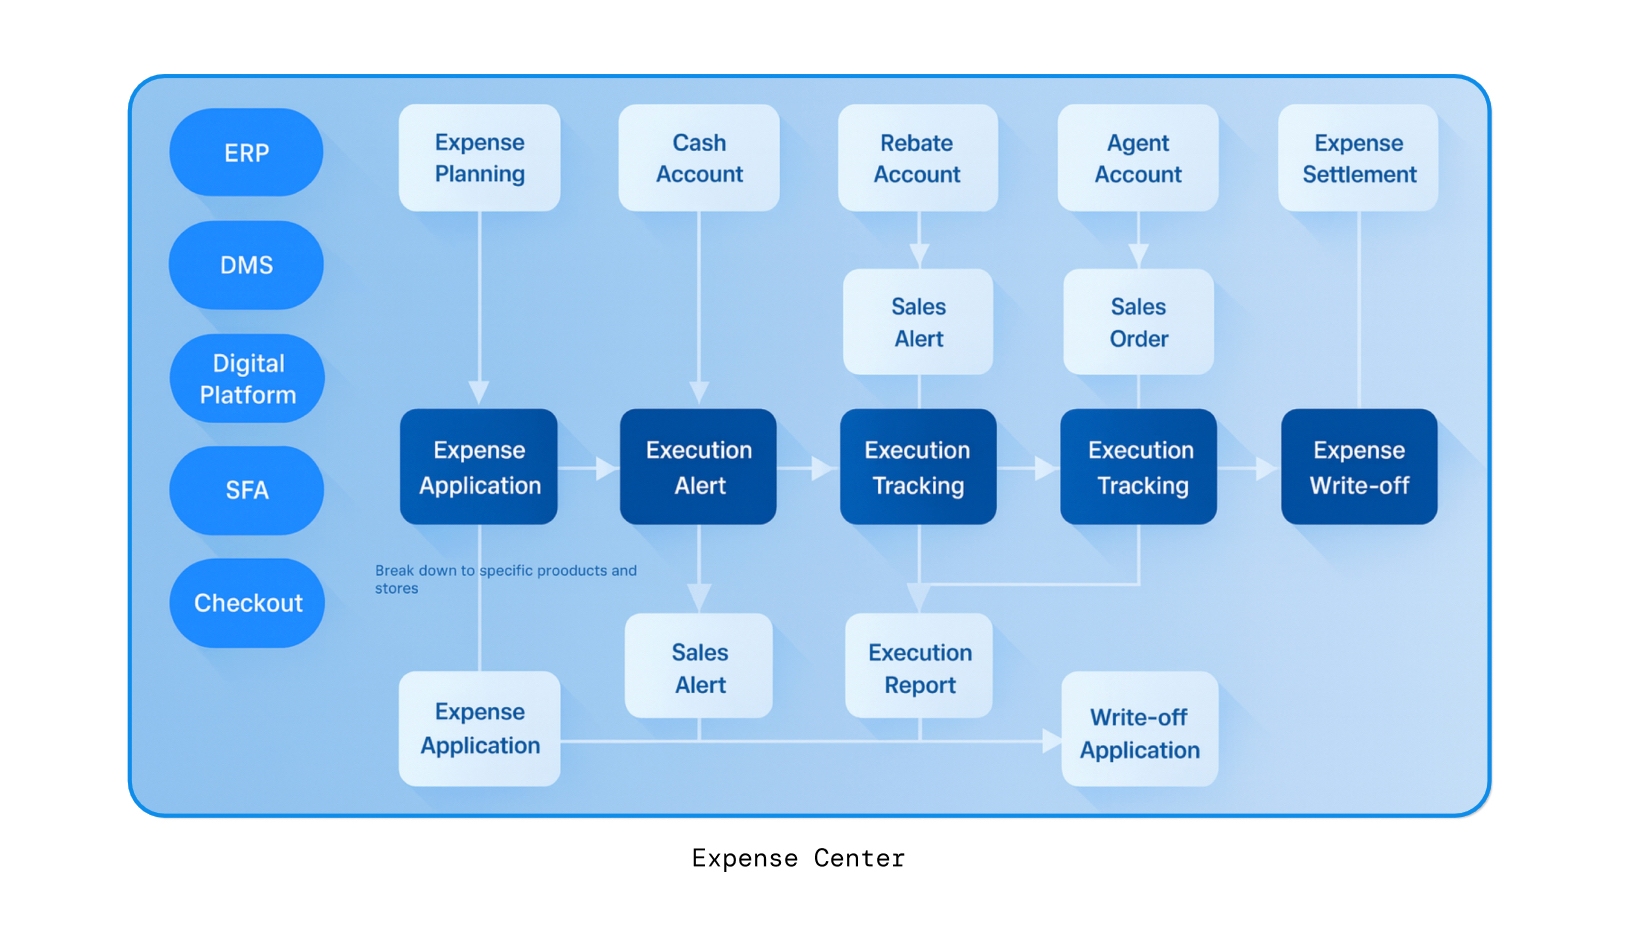 ERP
DMS
Digital
Platform
SFA
Checkout
Expense
Planning
Cash
Account
Rebate
Account
Agent
Account
Expense
Settlement
Sales
Alert
Sales
Order
Expense
Application
Execution
Alert
Execution
Tracking
Execution
Tracking
Expense
Write-off
Break down to specific prooducts and
stores
Sales
Alert
Execution
Report
Expense
Application
Write-off
Application
Expense Center